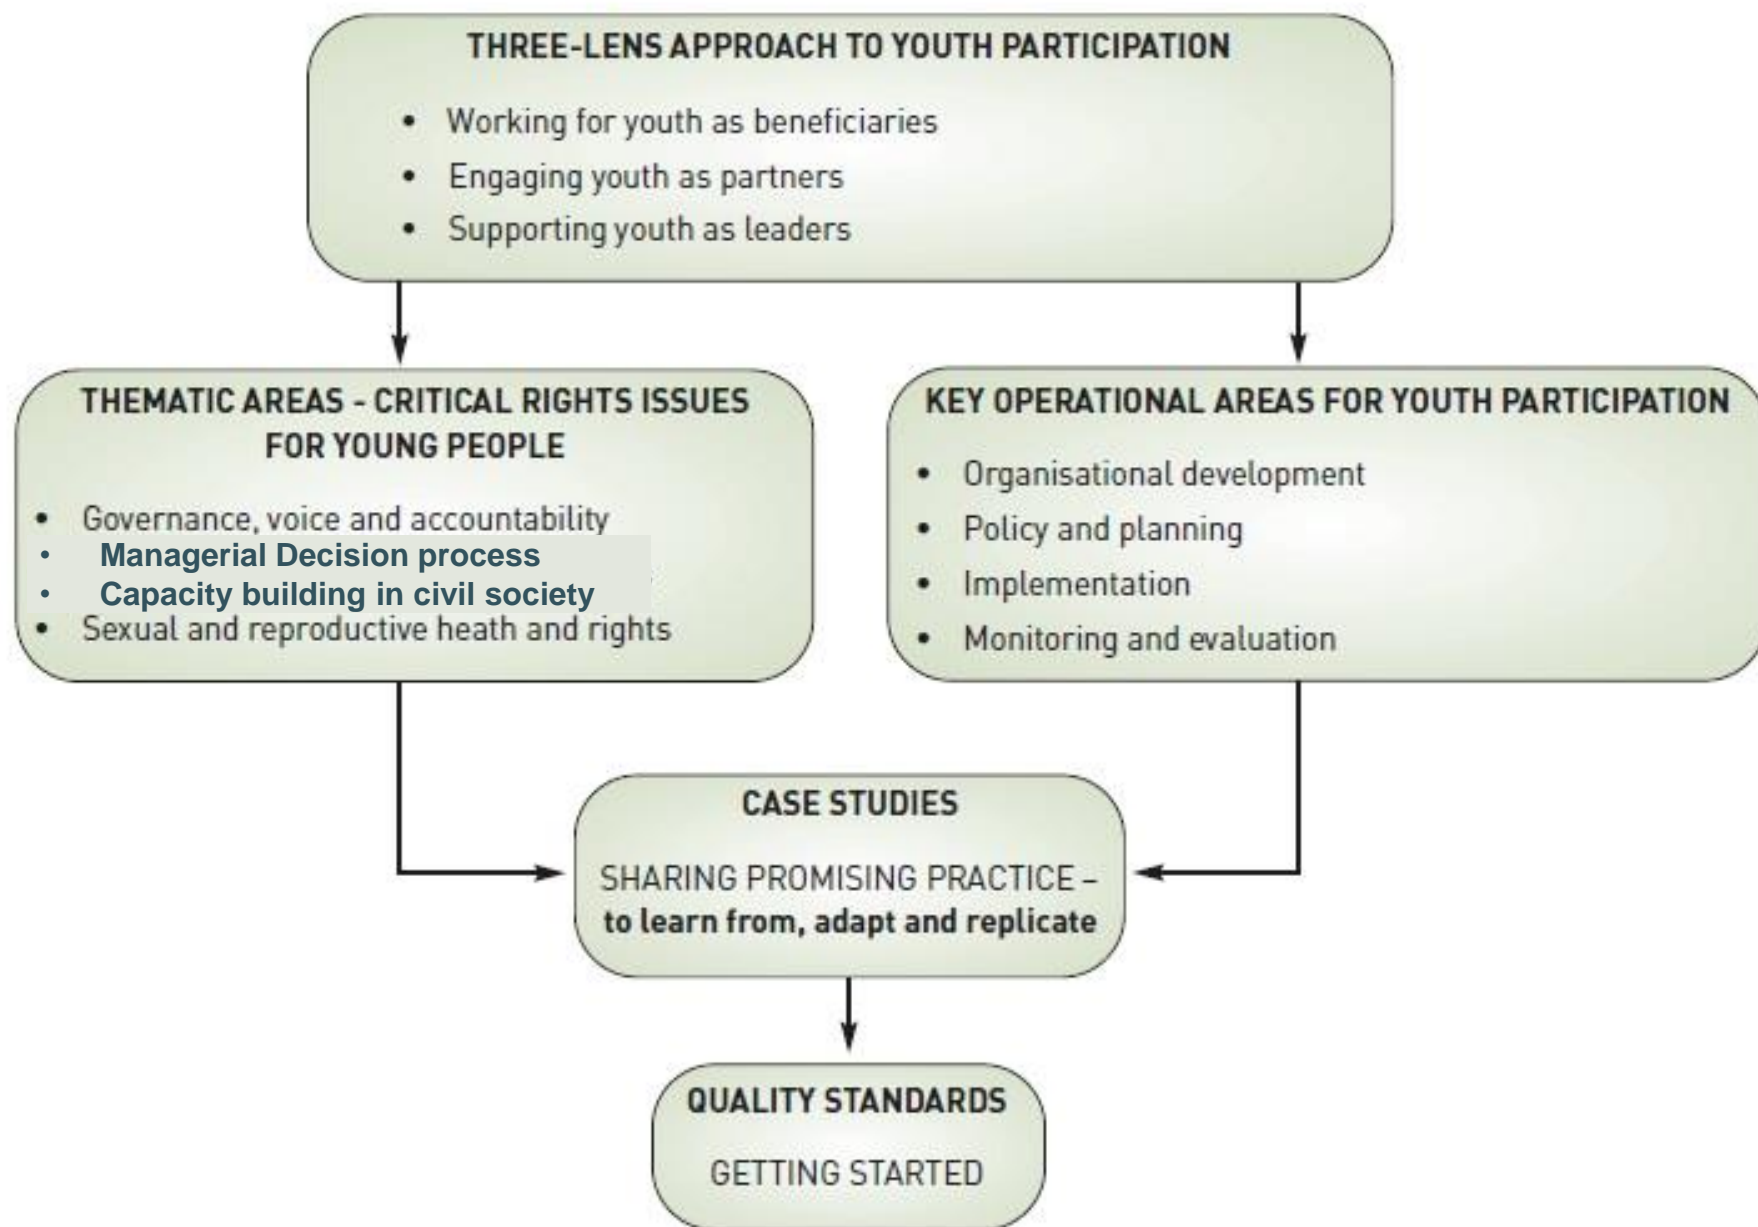 THREE-LENS APPROACH TO YOUTH PARTICIPATION
• Working for youth as beneficiaries
• Engaging youth as partners
• Supporting youth as leaders
THEMATIC AREAS - CRITICAL RIGHTS ISSUES
FOR YOUNG PEOPLE
• Governance, voice and accountability
• Managerial Decision process
• Capacity building in civil society
• Sexual and reproductive heath and rights
KEY OPERATIONAL AREAS FOR YOUTH PARTICIPATION
• Organisational development
• Policy and planning
• Implementation
• Monitoring and evaluation
CASE STUDIES
SHARING PROMISING PRACTICE –
to learn from, adapt and replicate
QUALITY STANDARDS
GETTING STARTED